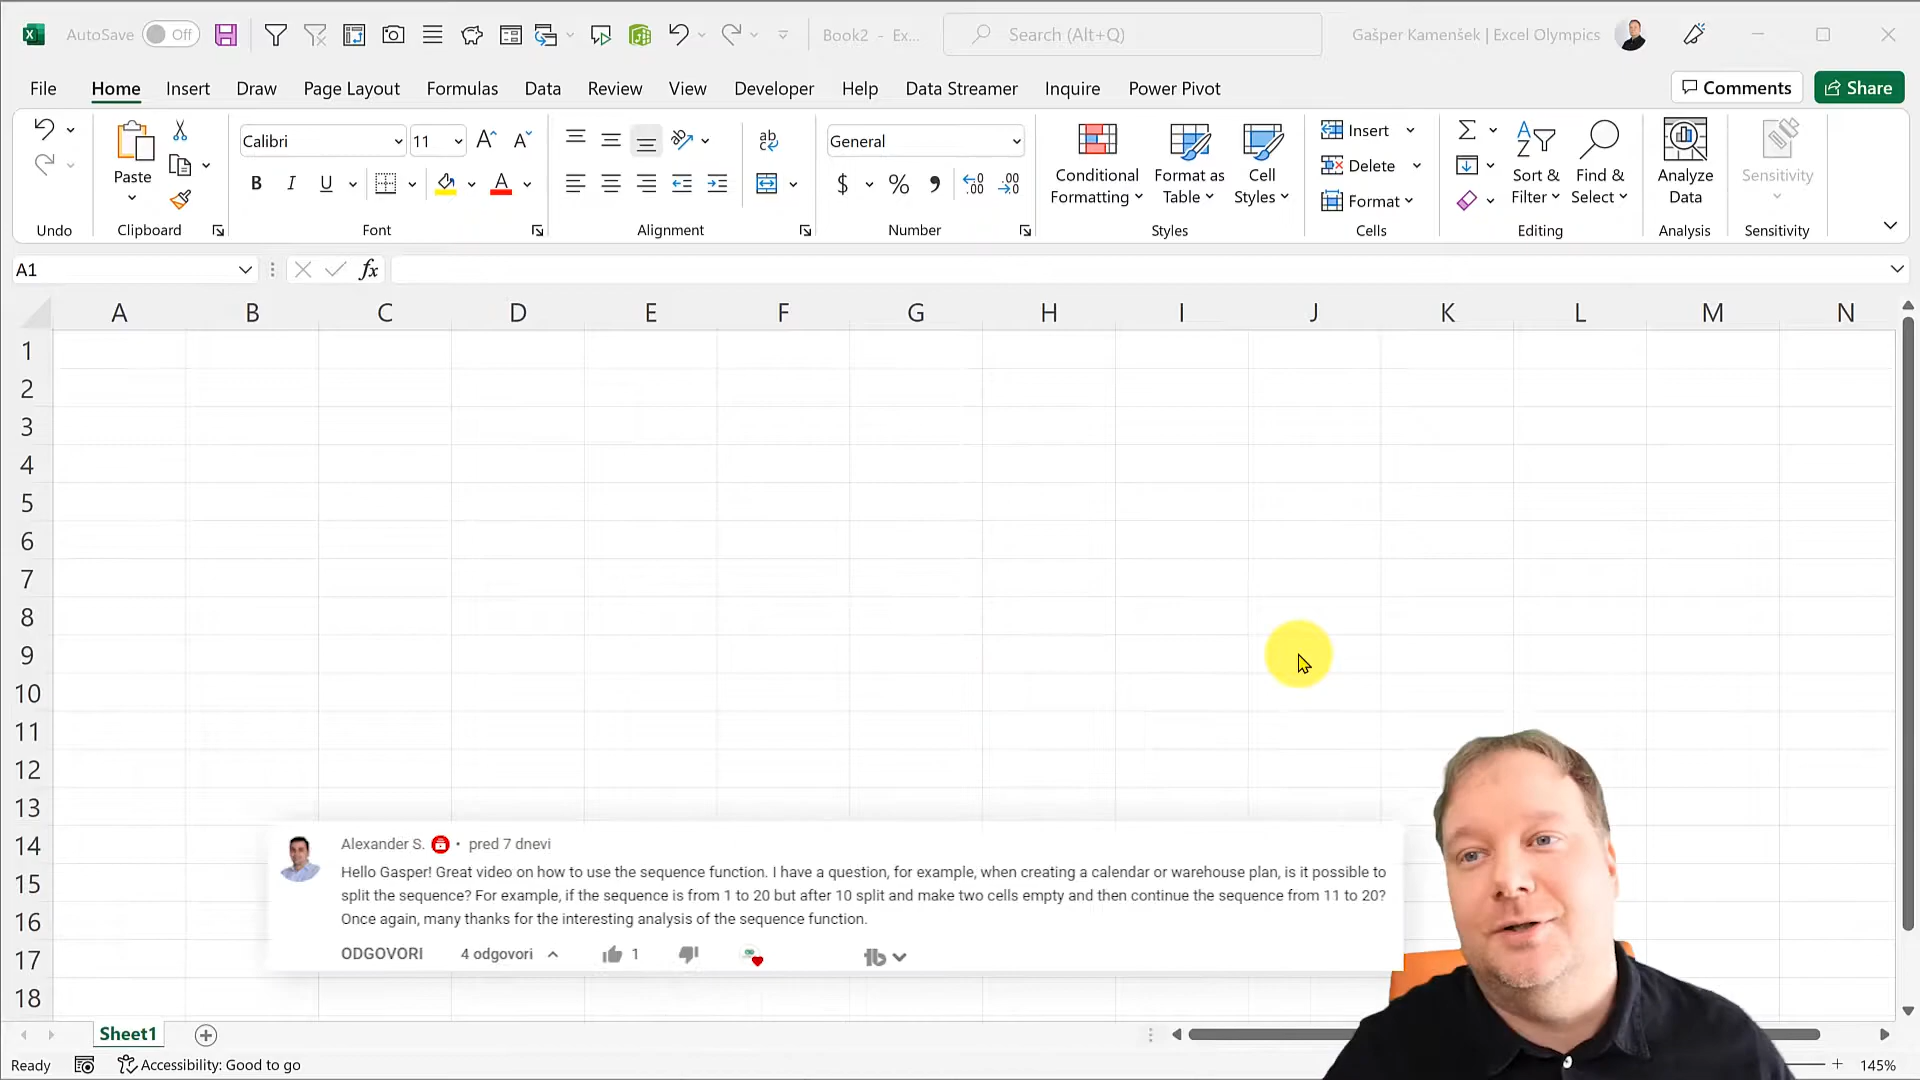 AutoSave Off Book2 - Ex... Search (Alt+Q) Gašper Kamenšek | Excel Olympics
File Home Insert Draw Page Layout Formulas Data Review View Developer Help Data Streamer Inquire Power Pivot Comments Share
Calibri 11 General Insert
Paste Conditional Format as Cell Delete Sort & Find & Analyze Sensitivity
Formatting Table Styles Format Filter Select Data
Undo Clipboard Font Alignment Number Styles Cells Editing Analysis Sensitivity
A1 fx
A B C D E F G H I J K L M N
1
2
3
4
5
6
7
8
9
10
11
12
13
14
15
16
17
18
Alexander S. • pred 7 dnevi
Hello Gasper! Great video on how to use the sequence function. I have a question, for example, when creating a calendar or warehouse plan, is it possible to
split the sequence? For example, if the sequence is from 1 to 20 but after 10 split and make two cells empty and then continue the sequence from 11 to 20?
Once again, many thanks for the interesting analysis of the sequence function.
ODGOVORI 4 odgovori 1
Sheet1
Ready Accessibility: Good to go 145%